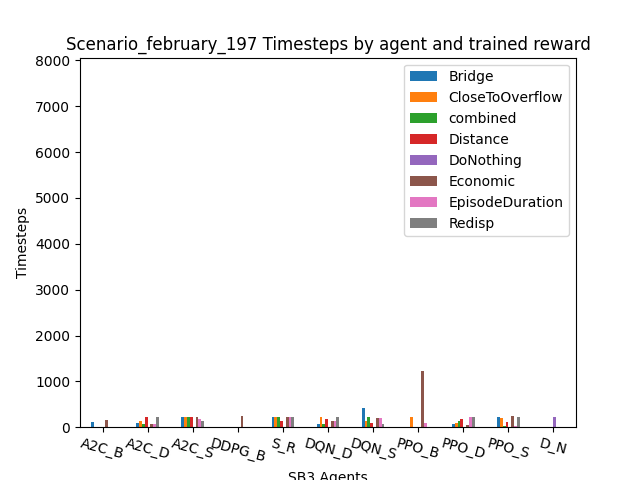 Scenario_february_197 Timesteps by agent and trained reward
8000
7000
6000
5000
4000
3000
2000
1000
0
Timesteps
Bridge
CloseToOverflow
combined
Distance
DoNothing
Economic
EpisodeDuration
Redisp
A2C_B
A2C_D
A2C_S
DDPG_B
S_R
DQN_D
DQN_S
PPO_B
PPO_D
PPO_S
D_N
SB3 Agents